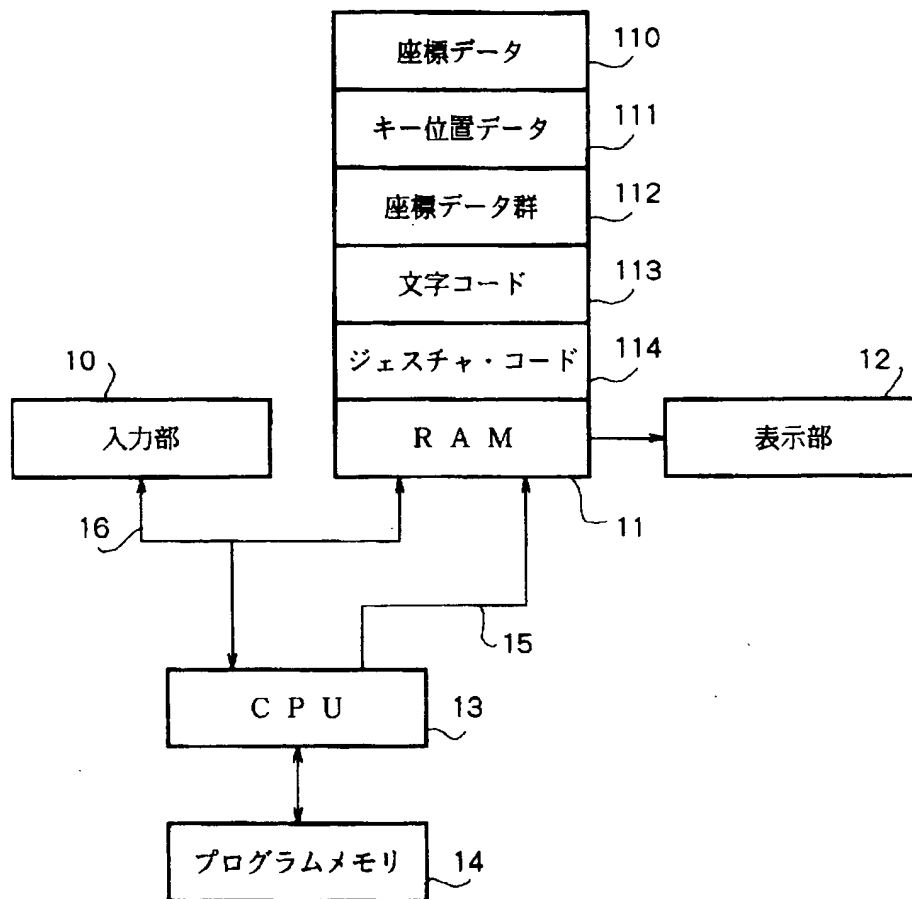 座標データ
110
キー位置データ
111
座標データ群
112
文字コード
113
ジェスチャ・コード
114
10
入力部
RAM
12
表示部
11
16
15
CPU
13
プログラムメモリ
14